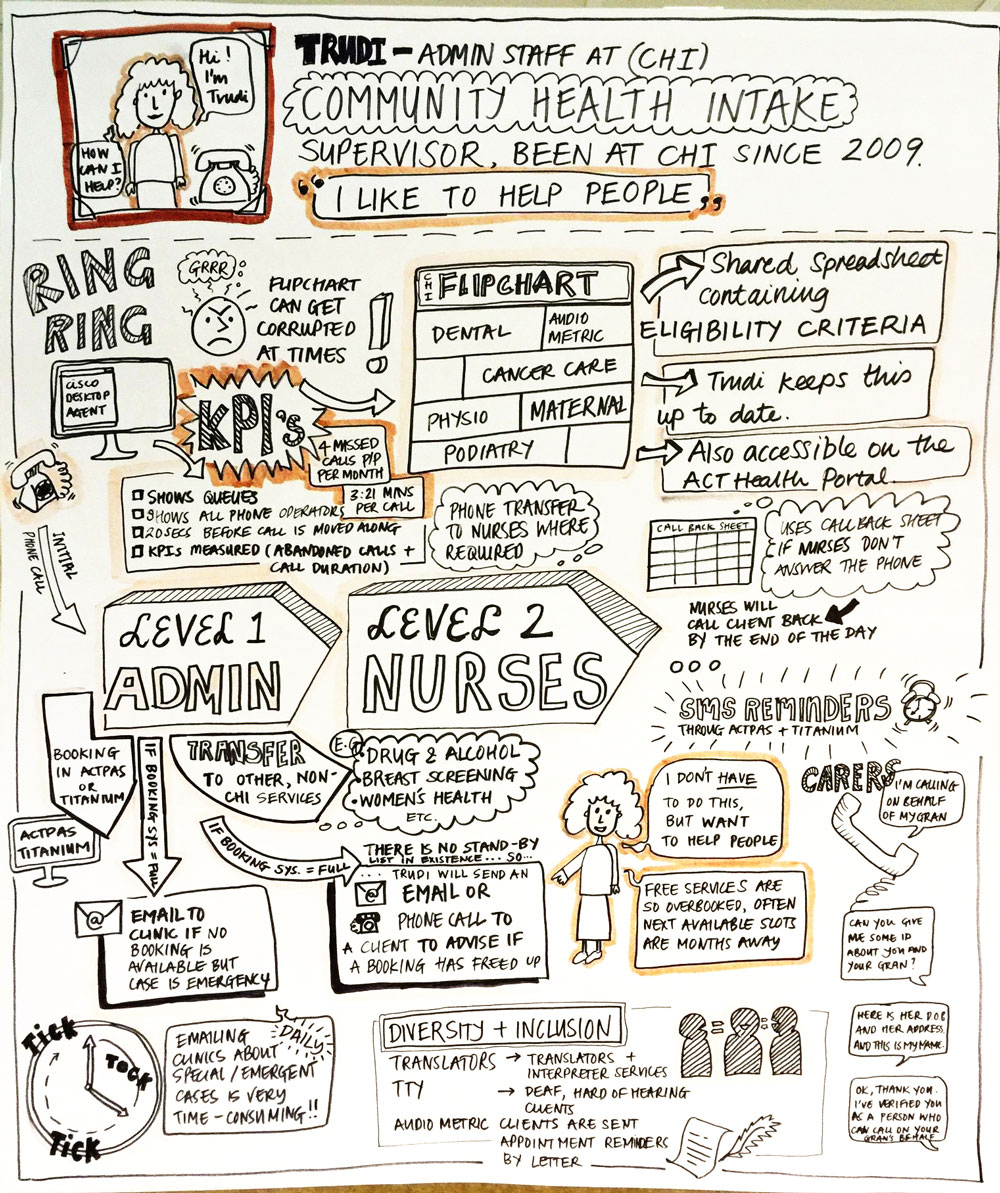 Hi!
I'm
Trudi
HOW
CAN I
HELP?
TRUDI - ADMIN STAFF AT (CHI)
COMMUNITY HEALTH INTAKE
SUPERVISOR, BEEN AT CHI SINCE 2009.
"I LIKE TO HELP PEOPLE"
RING
RING
GRRR
FLIPCHART
CAN GET
CORRUPTED
AT TIMES
!
CISCO
DESKTOP
AGENT
KPI's
4 MISSED
CALLS P/P
PER MONTH
3:21 MINS
PER CALL
SHOWS QUEUES
SHOWS ALL PHONE OPERATORS
20 SECS BEFORE CALL IS MOVED ALONG
KPIs MEASURED (ABANDONED CALLS +
CALL DURATION)
CHI FLIPCHART
DENTAL
AUDIO
METRIC
CANCER CARE
PHYSIO
MATERNAL
PODIATRY
Shared Spreadsheet
containing
ELIGIBILITY CRITERIA
Trudi keeps this
up to date.
Also accessible on the
ACT Health Portal.
INITIAL
PHONE CALL
PHONE TRANSFER
TO NURSES WHERE
REQUIRED
CALL BACK SHEET
USES CALL BACK SHEET
IF NURSES DON'T
ANSWER THE PHONE
NURSES WILL
CALL CLIENT BACK
BY THE END OF THE DAY
LEVEL 1
ADMIN
LEVEL 2
NURSES
SMS REMINDERS
THROUG ACTPAS + TITANIUM
BOOKING
IN ACTPAS
OR
TITANIUM
ACTPAS
TITANIUM
IF BOOKING SYS = FULL
TRANSFER
TO OTHER, NON-
CHI SERVICES
E.G
DRUG & ALCOHOL
BREAST SCREENING
WOMEN'S HEALTH
ETC.
IF BOOKING SYS. = FULL
THERE IS NO STAND-BY
LIST IN EXISTENCE... SO...
... TRUDI WILL SEND AN
EMAIL OR
PHONE CALL TO
A CLIENT TO ADVISE IF
A BOOKING HAS FREED UP
@
EMAIL TO
CLINIC IF NO
BOOKING IS
AVAILABLE BUT
CASE IS EMERGENCY
@
I DON'T HAVE
TO DO THIS,
BUT WANT
TO HELP PEOPLE
FREE SERVICES ARE
SO OVERBOOKED, OFTEN
NEXT AVAILABLE SLOTS
ARE MONTHS AWAY
CARERS
I'M CALLING
ON BEHALF
OF MY GRAN
CAN YOU GIVE
ME SOME ID
ABOUT YOU AND
YOUR GRAN?
HERE IS HER D.O.B
AND HER ADDRESS.
AND THIS IS MY NAME.
OK, THANK YOU.
I'VE VERIFIED YOU
AS A PERSON WHO
CAN CALL ON YOUR
GRAN'S BEHALF
Tick
TOCK
Tick
DAILY
EMAILING
CLINICS ABOUT
SPECIAL / EMERGENT
CASES IS VERY
TIME-CONSUMING!!
DIVERSITY + INCLUSION
TRANSLATORS → TRANSLATORS +
INTERPRETER SERVICES
TTY → DEAF, HARD OF HEARING
CLIENTS
AUDIO METRIC CLIENTS ARE SENT
APPOINTMENT REMINDERS
BY LETTER